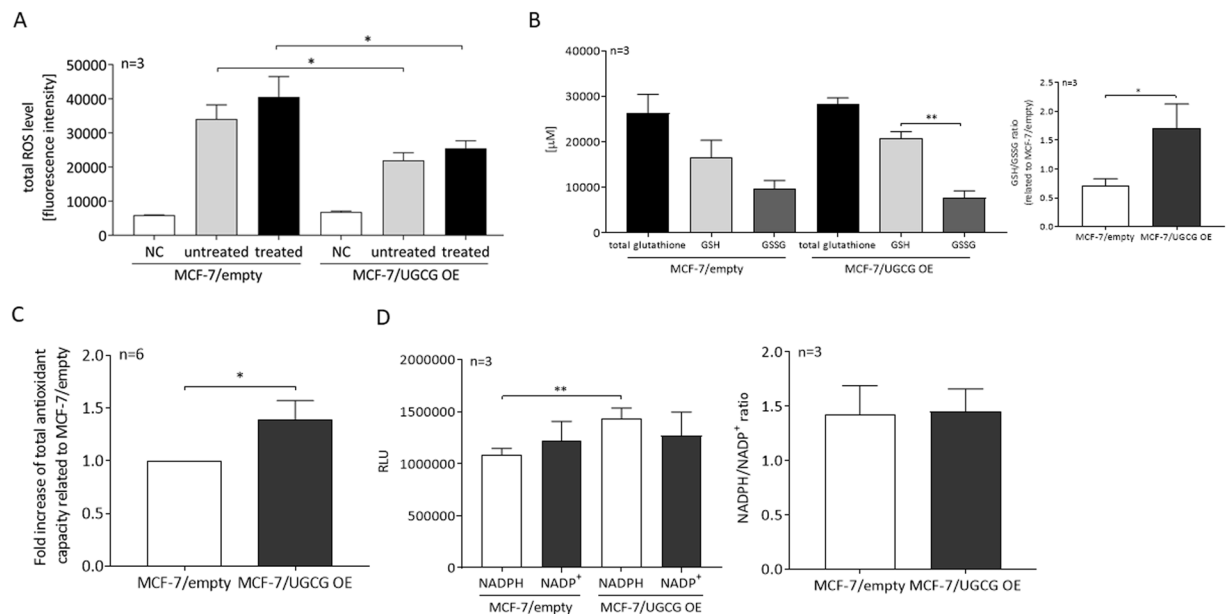 A
n=3
total ROS level
[fluorescence intensity]
50000
40000
30000
20000
10000
0
*
*
NC untreated treated NC untreated treated
MCF-7/empty MCF-7/UGCG OE
B
n=3
[µM]
40000
30000
20000
10000
0
**
total glutathione GSH GSSG total glutathione GSH GSSG
MCF-7/empty MCF-7/UGCG OE
n=3
GSH/GSSG ratio
(related to MCF-7/empty)
2.5
2.0
1.5
1.0
0.5
0.0
*
MCF-7/empty MCF-7/UGCG OE
C
n=6
Fold increase of total antioxidant
capacity related to MCF-7/empty
2.0
1.5
1.0
0.5
0.0
*
MCF-7/empty MCF-7/UGCG OE
D
n=3
RLU
2000000
1500000
1000000
500000
0
**
NADPH NADP⁺ NADPH NADP⁺
MCF-7/empty MCF-7/UGCG OE
n=3
NADPH/NADP⁺ ratio
2.0
1.5
1.0
0.5
0.0
MCF-7/empty MCF-7/UGCG OE